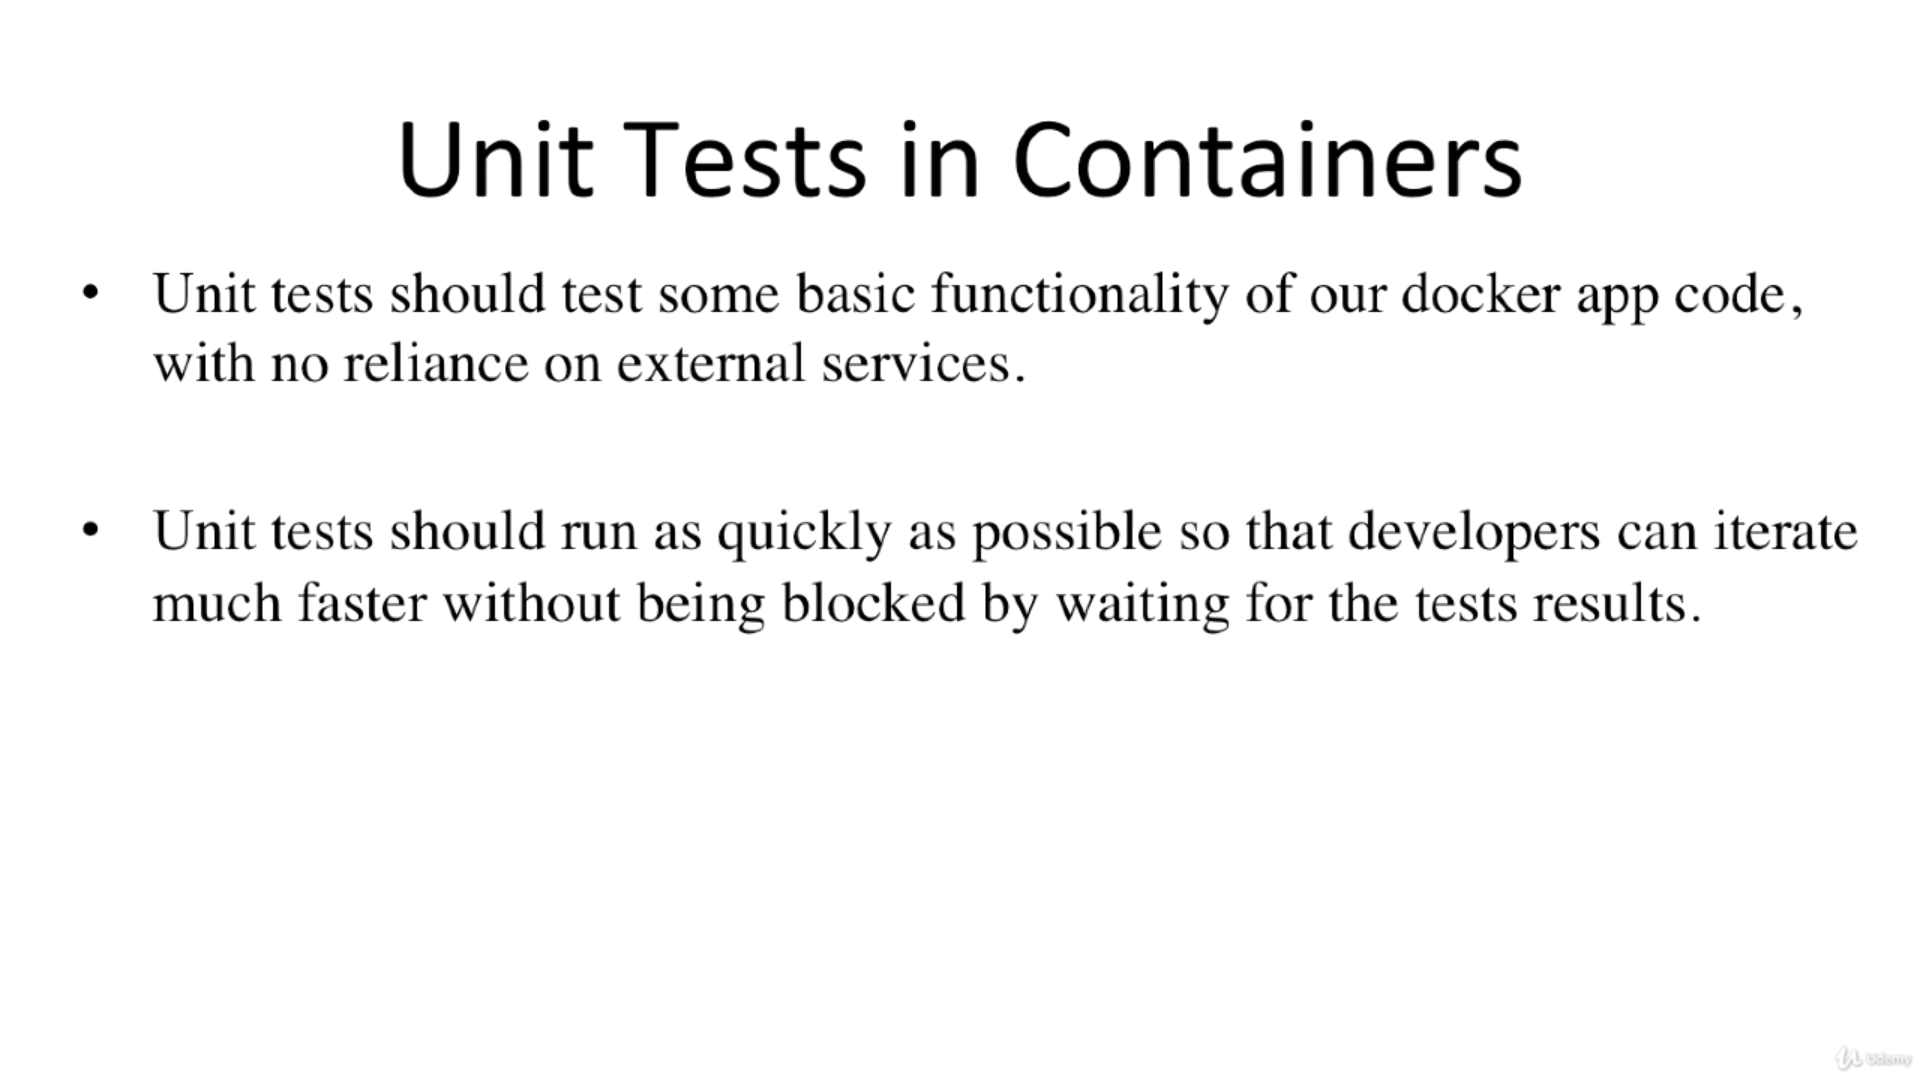 Unit Tests in Containers
• Unit tests should test some basic functionality of our docker app code,
with no reliance on external services.
• Unit tests should run as quickly as possible so that developers can iterate
much faster without being blocked by waiting for the tests results.
Udemy